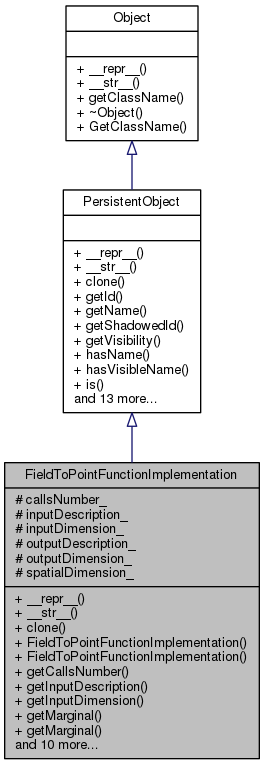 Object
+ __repr__()
+ __str__()
+ getClassName()
+ ~Object()
+ GetClassName()
PersistentObject
+ __repr__()
+ __str__()
+ clone()
+ getId()
+ getName()
+ getShadowedId()
+ getVisibility()
+ hasName()
+ hasVisibleName()
+ is()
and 13 more...
FieldToPointFunctionImplementation
# callsNumber_
# inputDescription_
# inputDimension_
# outputDescription_
# outputDimension_
# spatialDimension_
+ __repr__()
+ __str__()
+ clone()
+ FieldToPointFunctionImplementation()
+ FieldToPointFunctionImplementation()
+ getCallsNumber()
+ getInputDescription()
+ getInputDimension()
+ getMarginal()
+ getMarginal()
and 10 more...